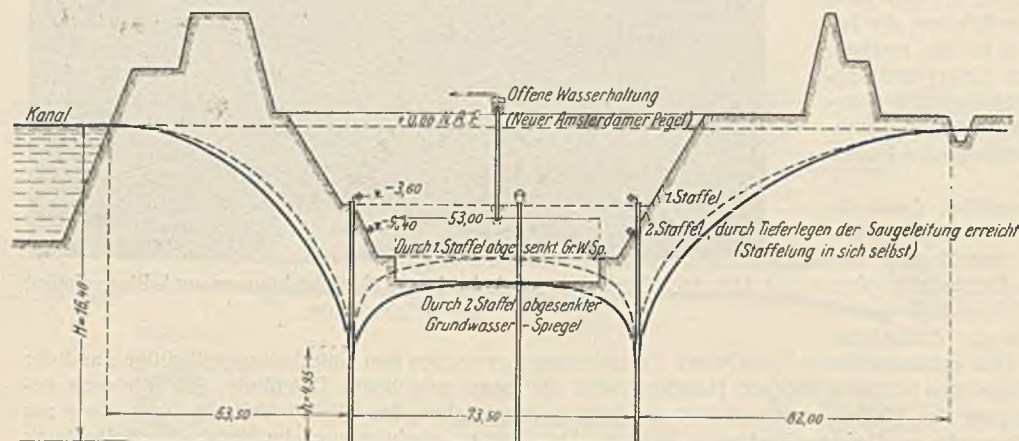 Kanal
Offene Wasserhaltung
± 0,00 N.A.P.
(Neuer Amsterdamer Pegel)
-3,60
-5,40
53,00
1.Staffel
2.Staffel, durch Tieferlegen der Saugeleitung erreicht
(Staffelung in sich selbst)
Durch 1.Staffel abgesenkt. Gr.W.Sp.
Durch 2.Staffel abgesenkter
Grundwasser-Spiegel
H=16,40
h=4,95
63,50
73,50
82,00